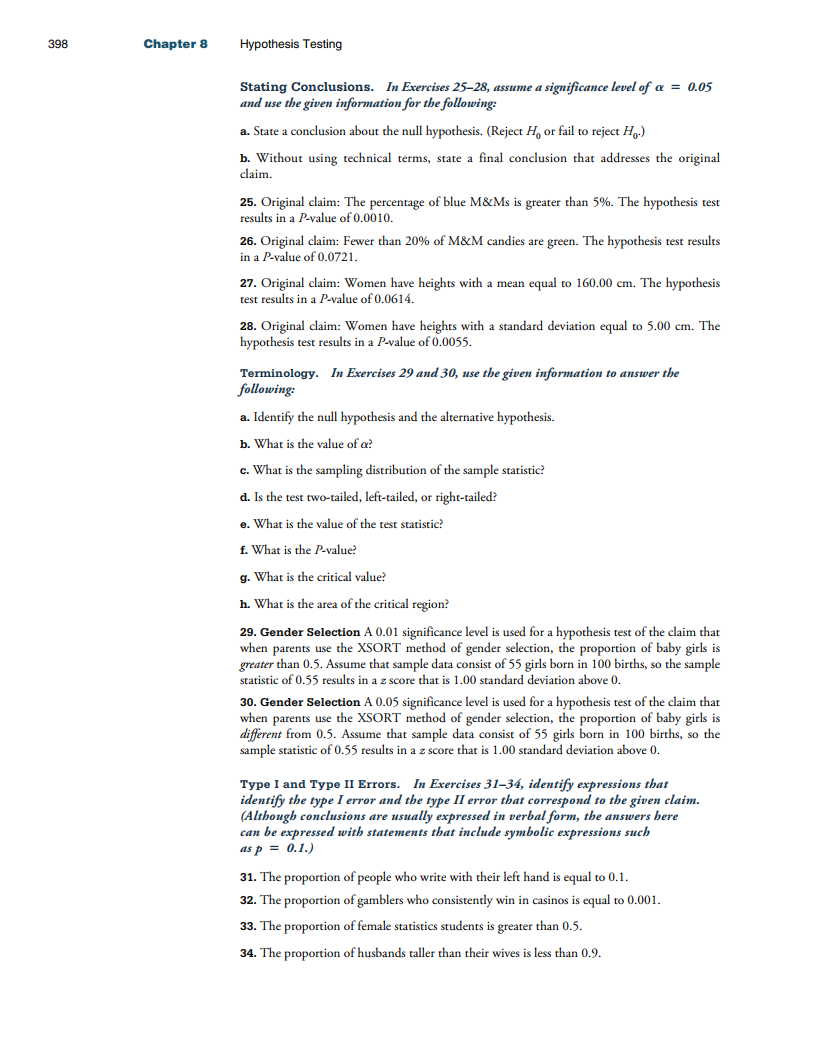 398 Chapter 8 Hypothesis Testing
Stating Conclusions. In Exercises 25–28, assume a significance level of α = 0.05
and use the given information for the following:
a. State a conclusion about the null hypothesis. (Reject H₀ or fail to reject H₀.)
b. Without using technical terms, state a final conclusion that addresses the original
claim.
25. Original claim: The percentage of blue M&Ms is greater than 5%. The hypothesis test
results in a P-value of 0.0010.
26. Original claim: Fewer than 20% of M&M candies are green. The hypothesis test results
in a P-value of 0.0721.
27. Original claim: Women have heights with a mean equal to 160.00 cm. The hypothesis
test results in a P-value of 0.0614.
28. Original claim: Women have heights with a standard deviation equal to 5.00 cm. The
hypothesis test results in a P-value of 0.0055.
Terminology. In Exercises 29 and 30, use the given information to answer the
following:
a. Identify the null hypothesis and the alternative hypothesis.
b. What is the value of α?
c. What is the sampling distribution of the sample statistic?
d. Is the test two-tailed, left-tailed, or right-tailed?
e. What is the value of the test statistic?
f. What is the P-value?
g. What is the critical value?
h. What is the area of the critical region?
29. Gender Selection A 0.01 significance level is used for a hypothesis test of the claim that
when parents use the XSORT method of gender selection, the proportion of baby girls is
greater than 0.5. Assume that sample data consist of 55 girls born in 100 births, so the sample
statistic of 0.55 results in a z score that is 1.00 standard deviation above 0.
30. Gender Selection A 0.05 significance level is used for a hypothesis test of the claim that
when parents use the XSORT method of gender selection, the proportion of baby girls is
different from 0.5. Assume that sample data consist of 55 girls born in 100 births, so the
sample statistic of 0.55 results in a z score that is 1.00 standard deviation above 0.
Type I and Type II Errors. In Exercises 31–34, identify expressions that
identify the type I error and the type II error that correspond to the given claim.
(Although conclusions are usually expressed in verbal form, the answers here
can be expressed with statements that include symbolic expressions such
as p = 0.1.)
31. The proportion of people who write with their left hand is equal to 0.1.
32. The proportion of gamblers who consistently win in casinos is equal to 0.001.
33. The proportion of female statistics students is greater than 0.5.
34. The proportion of husbands taller than their wives is less than 0.9.